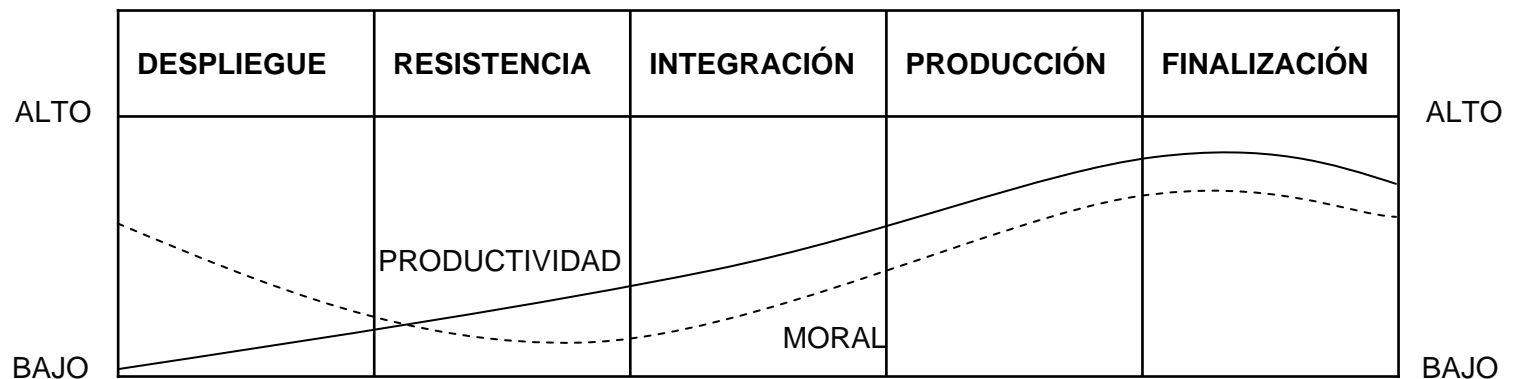 DESPLIEGUE RESISTENCIA INTEGRACIÓN PRODUCCIÓN FINALIZACIÓN
ALTO ALTO
PRODUCTIVIDAD
MORAL
BAJO BAJO